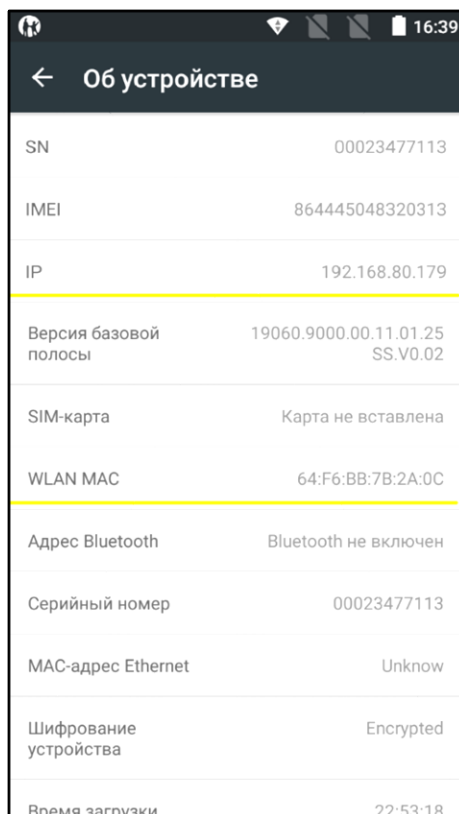 16:39
Об устройстве
SN 00023477113
IMEI 864445048320313
IP 192.168.80.179
Версия базовой 19060.9000.00.11.01.25
полосы SS.V0.02
SIM-карта Карта не вставлена
WLAN MAC 64:F6:BB:7B:2A:0C
Адрес Bluetooth Bluetooth не включен
Серийный номер 00023477113
MAC-адрес Ethernet Unknow
Шифрование Encrypted
устройства
Время загрузки 22:53:18